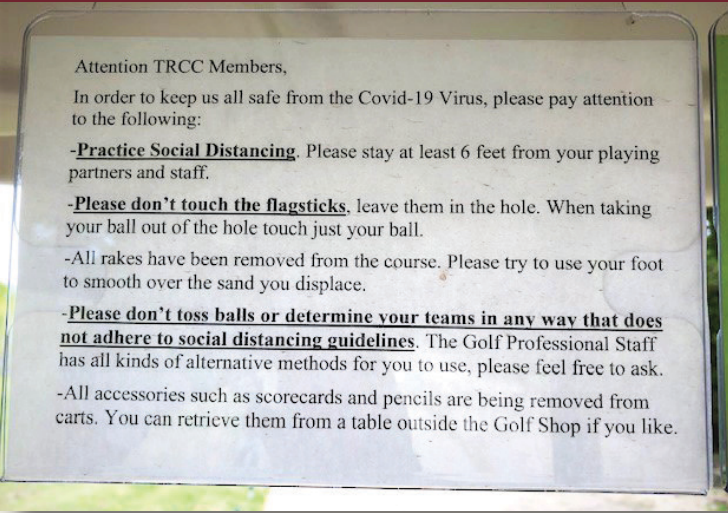 Attention TRCC Members,
In order to keep us all safe from the Covid-19 Virus, please pay attention
to the following:
-Practice Social Distancing. Please stay at least 6 feet from your playing
partners and staff.
-Please don't touch the flagsticks, leave them in the hole. When taking
your ball out of the hole touch just your ball.
-All rakes have been removed from the course. Please try to use your foot
to smooth over the sand you displace.
-Please don't toss balls or determine your teams in any way that does
not adhere to social distancing guidelines. The Golf Professional Staff
has all kinds of alternative methods for you to use, please feel free to ask.
-All accessories such as scorecards and pencils are being removed from
carts. You can retrieve them from a table outside the Golf Shop if you like.